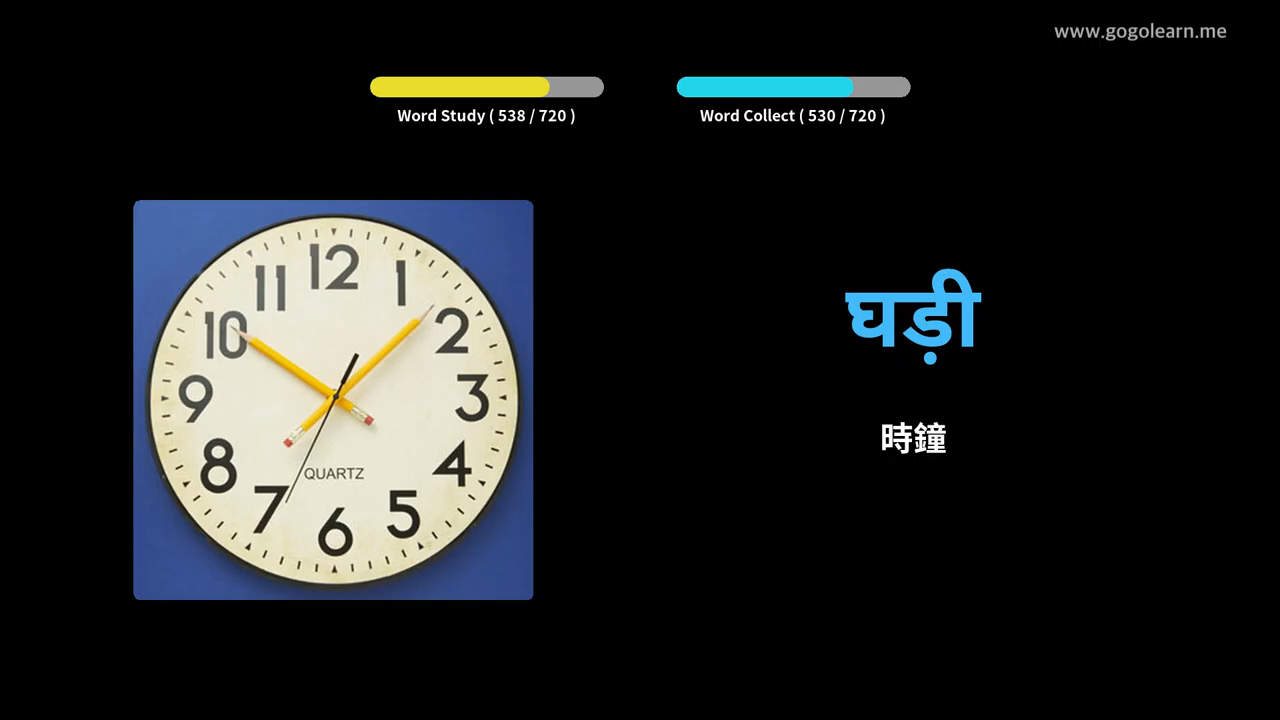 www.gogolearn.me
Word Study ( 538 / 720 )
Word Collect ( 530 / 720 )
12
1
2
3
4
5
6
7
8
9
10
11
QUARTZ
घड़ी
時鐘